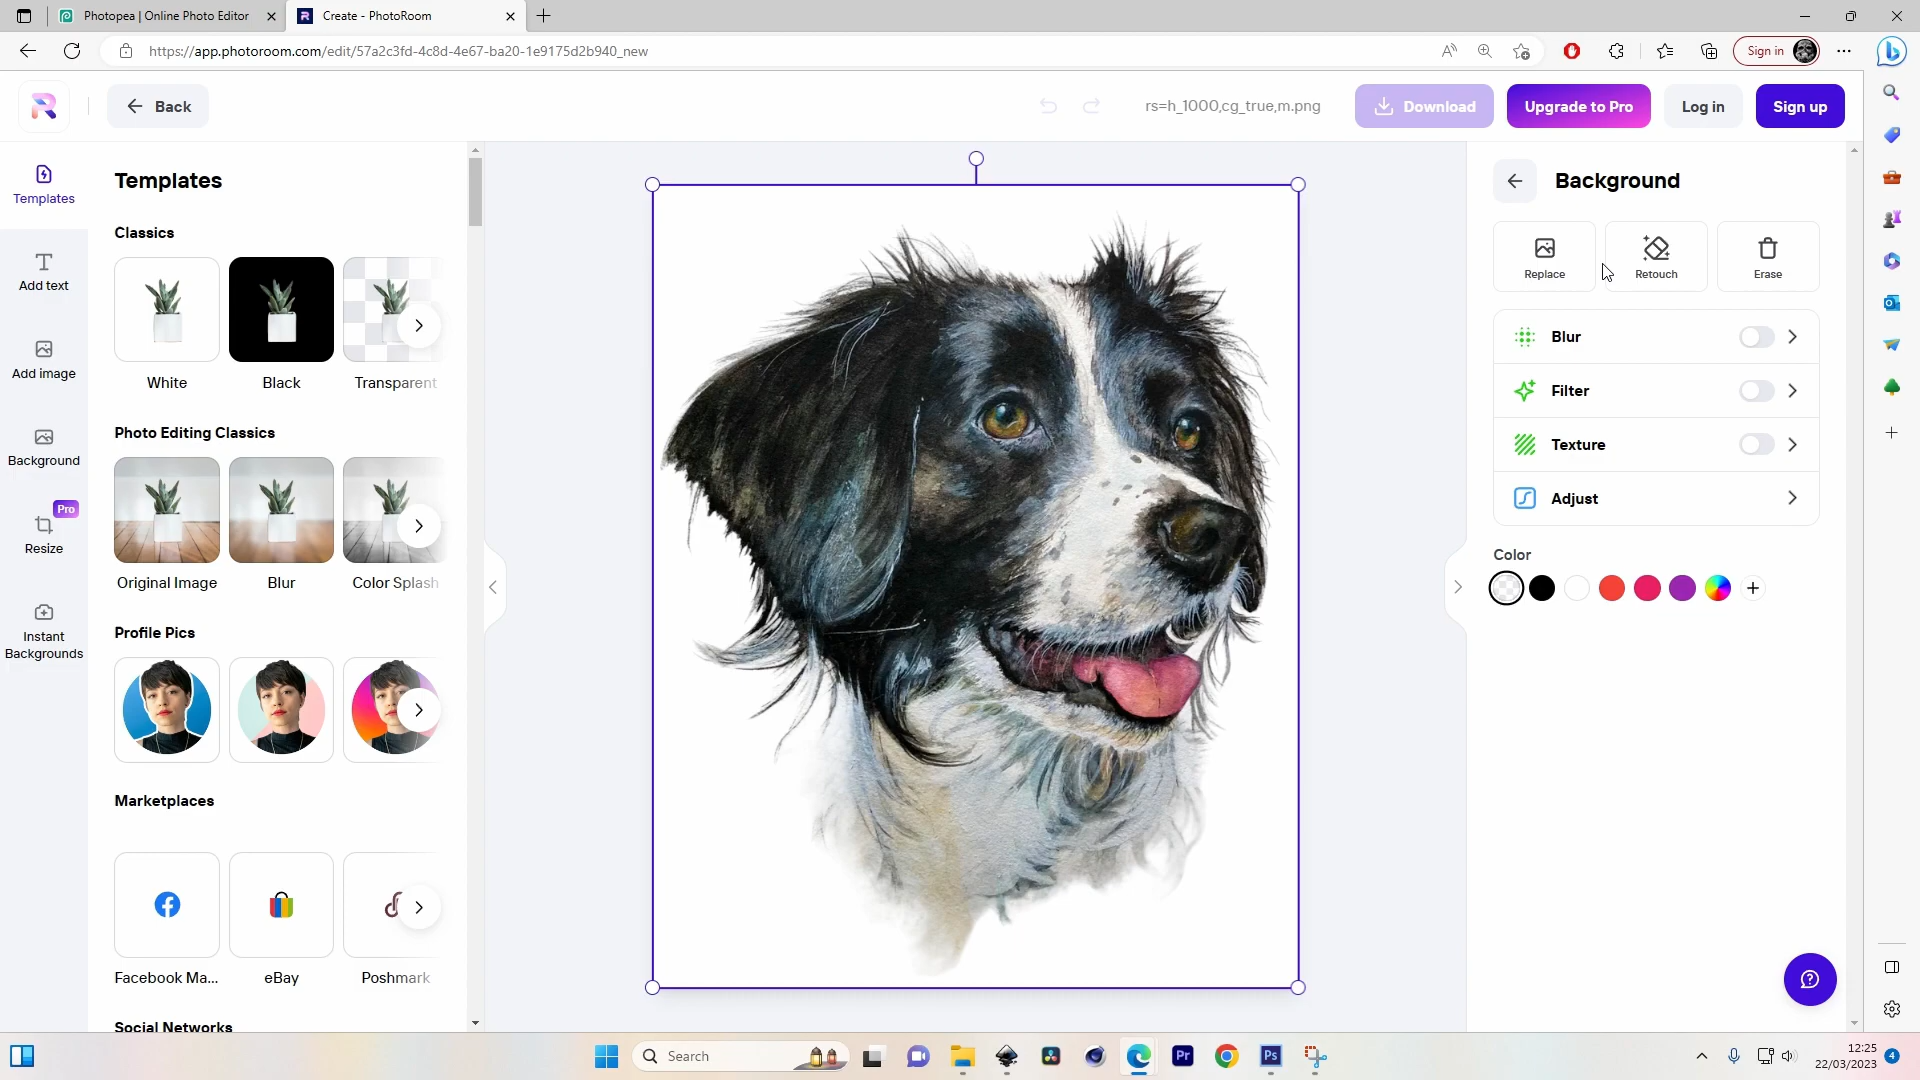 Photopea | Online Photo Editor
Create - PhotoRoom
https://app.photoroom.com/edit/57a2c3fd-4c8d-4e67-ba20-1e9175d2b940_new
Sign in
Back
rs=h_1000,cg_true,m.png
Download
Upgrade to Pro
Log in
Sign up
Templates
Add text
Add image
Background
Pro
Resize
Instant
Backgrounds
Templates
Classics
White
Black
Transparent
Photo Editing Classics
Original Image
Blur
Color Splash
Profile Pics
Marketplaces
Facebook Ma...
eBay
Poshmark
Social Networks
Background
Replace
Retouch
Erase
Blur
Filter
Texture
Adjust
Color
Search
Pr
Ps
12:25
22/03/2023
4